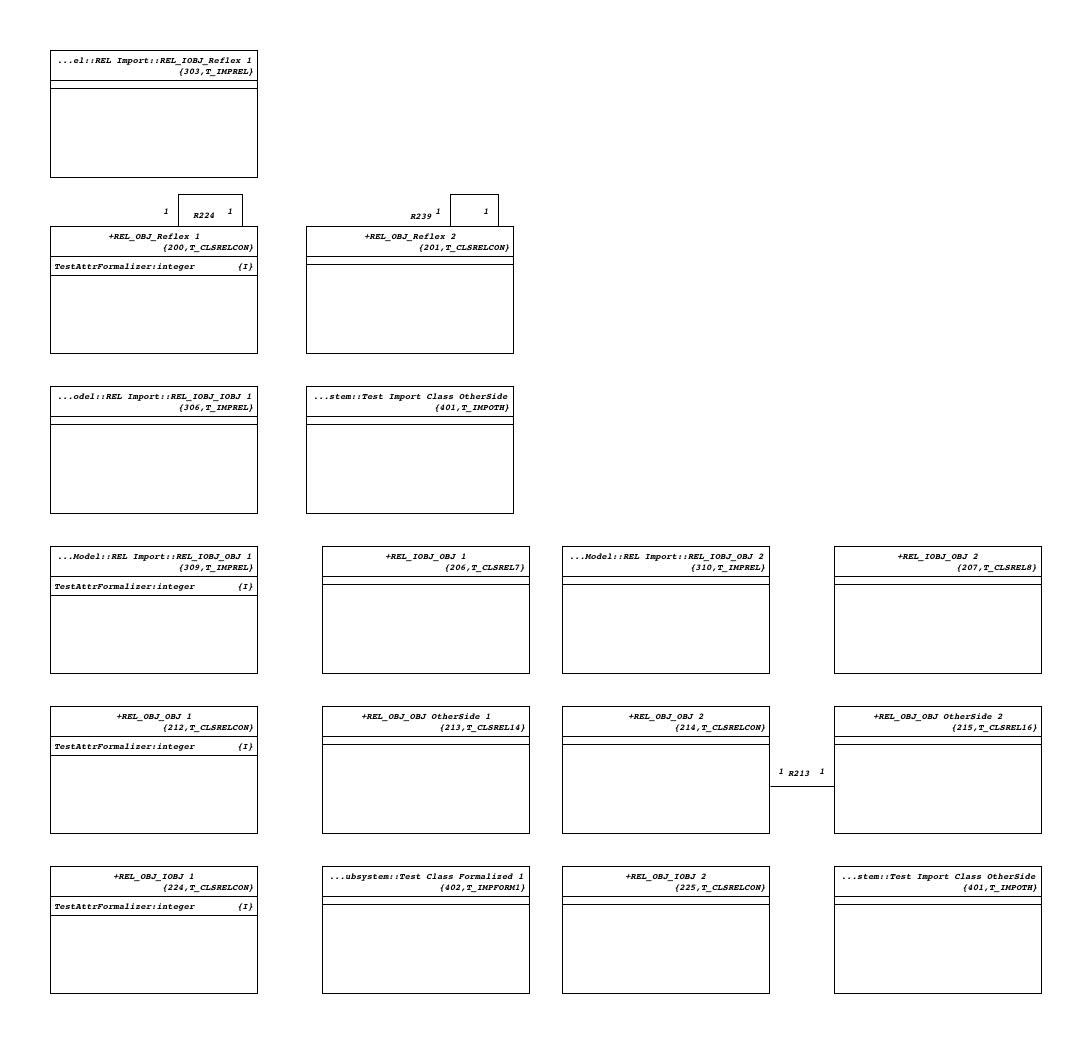 ...el::REL Import::REL_IOBJ_Reflex 1
{303,T_IMPREL}
1 R224 1
R239 1 1
+REL_OBJ_Reflex 1
{200,T_CLSRELCON}
TestAttrFormalizer:integer {I}
+REL_OBJ_Reflex 2
{201,T_CLSRELCON}
...odel::REL Import::REL_IOBJ_IOBJ 1
{306,T_IMPREL}
...stem::Test Import Class OtherSide
{401,T_IMPOTH}
...Model::REL Import::REL_IOBJ_OBJ 1
{309,T_IMPREL}
TestAttrFormalizer:integer {I}
+REL_IOBJ_OBJ 1
{206,T_CLSREL7}
...Model::REL Import::REL_IOBJ_OBJ 2
{310,T_IMPREL}
+REL_IOBJ_OBJ 2
{207,T_CLSREL8}
+REL_OBJ_OBJ 1
{212,T_CLSRELCON}
TestAttrFormalizer:integer {I}
+REL_OBJ_OBJ OtherSide 1
{213,T_CLSREL14}
+REL_OBJ_OBJ 2
{214,T_CLSRELCON}
1 R213 1
+REL_OBJ_OBJ OtherSide 2
{215,T_CLSREL16}
+REL_OBJ_IOBJ 1
{224,T_CLSRELCON}
TestAttrFormalizer:integer {I}
...ubsystem::Test Class Formalized 1
{402,T_IMPFORM1}
+REL_OBJ_IOBJ 2
{225,T_CLSRELCON}
...stem::Test Import Class OtherSide
{401,T_IMPOTH}